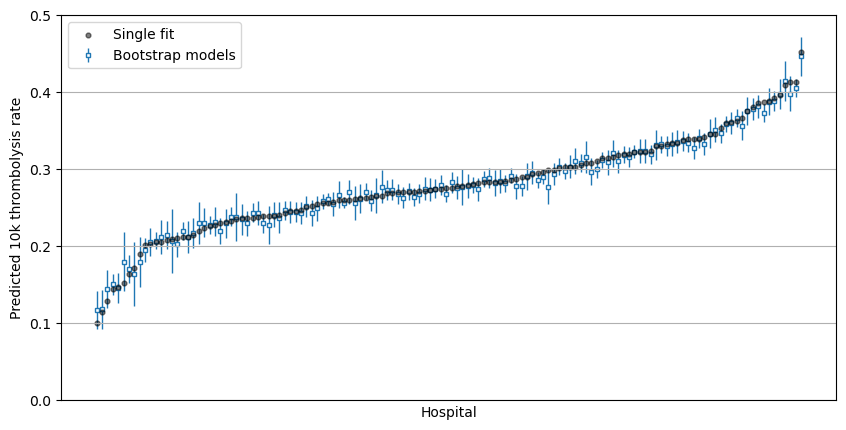 0.5
Single fit
Bootstrap models
0.4
0.3
0.2
0.1
0.0
Predicted 10k thrombolysis rate
Hospital